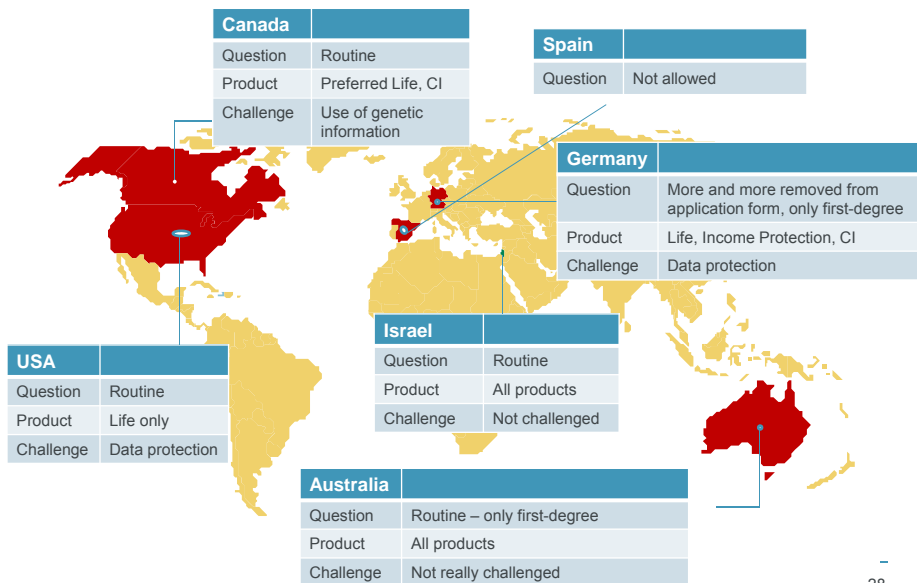 Canada
Question Routine
Product Preferred Life, CI
Challenge Use of genetic
information
Spain
Question Not allowed
Germany
Question More and more removed from
application form, only first-degree
Product Life, Income Protection, CI
Challenge Data protection
Israel
Question Routine
Product All products
Challenge Not challenged
USA
Question Routine
Product Life only
Challenge Data protection
Australia
Question Routine – only first-degree
Product All products
Challenge Not really challenged